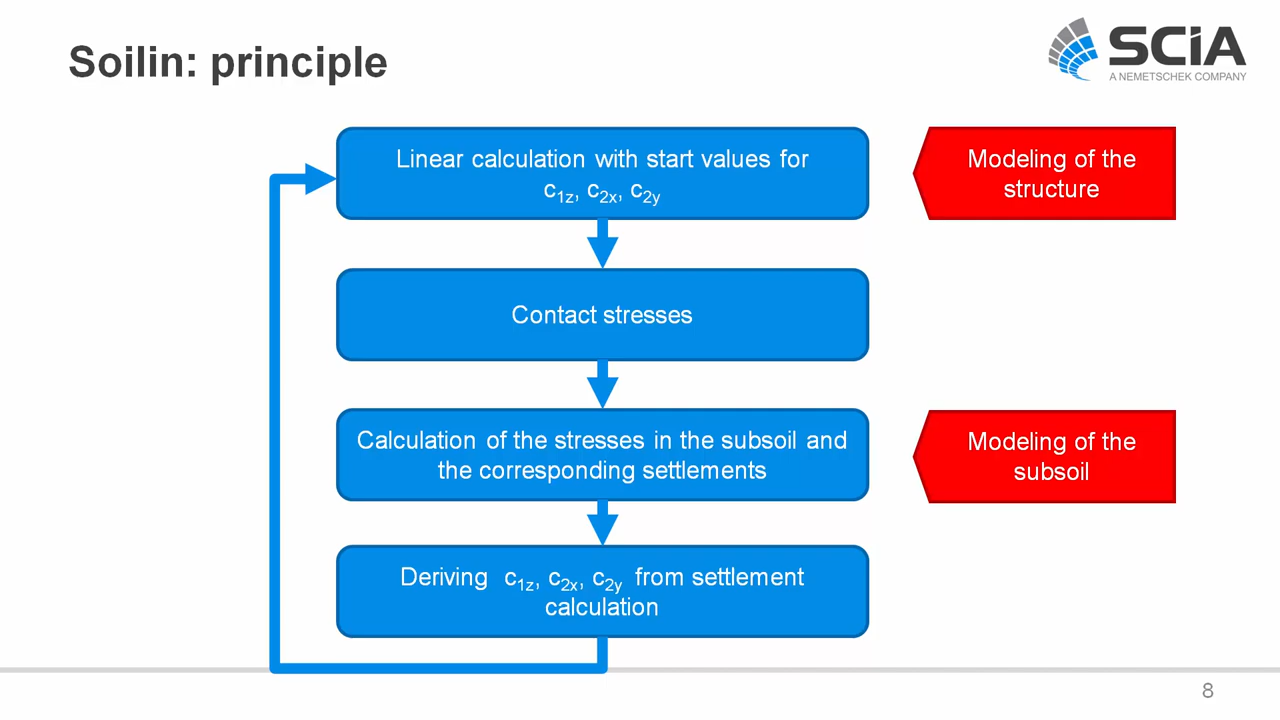 Soilin: principle
SCiA
A NEMETSCHEK COMPANY
Linear calculation with start values for
c1z, c2x, c2y
Modeling of the
structure
Contact stresses
Calculation of the stresses in the subsoil and
the corresponding settlements
Modeling of the
subsoil
Deriving c1z, c2x, c2y from settlement
calculation
8